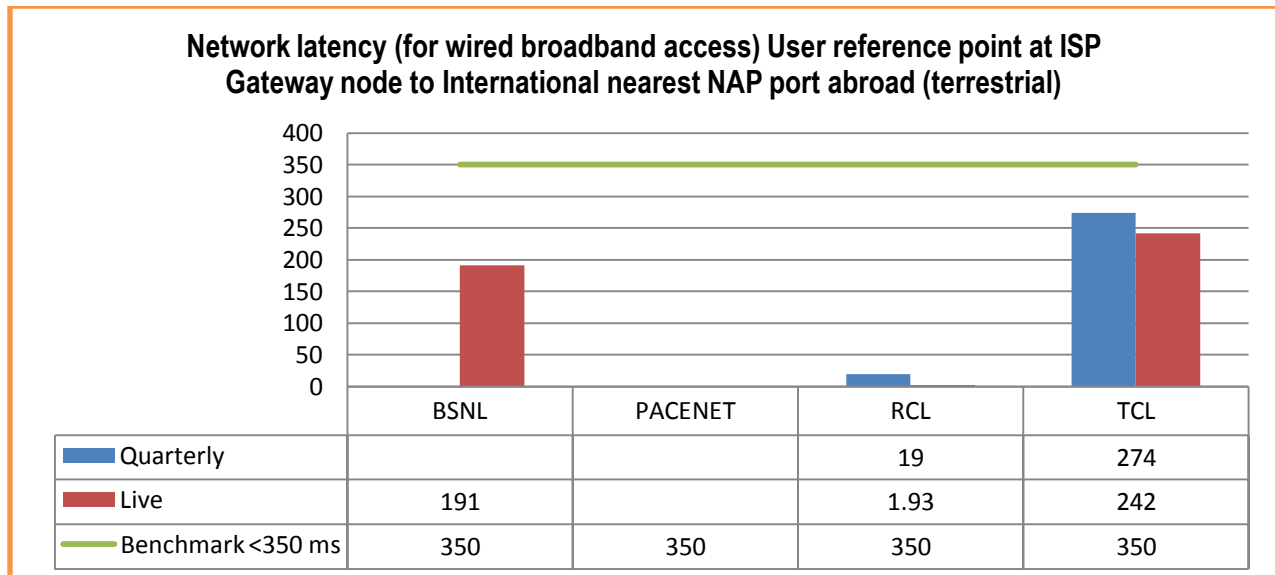 Network latency (for wired broadband access) User reference point at ISP
Gateway node to International nearest NAP port abroad (terrestrial)
400
350
300
250
200
150
100
50
0
BSNL PACENET RCL TCL
Quarterly 19 274
Live 191 1.93 242
Benchmark <350 ms 350 350 350 350